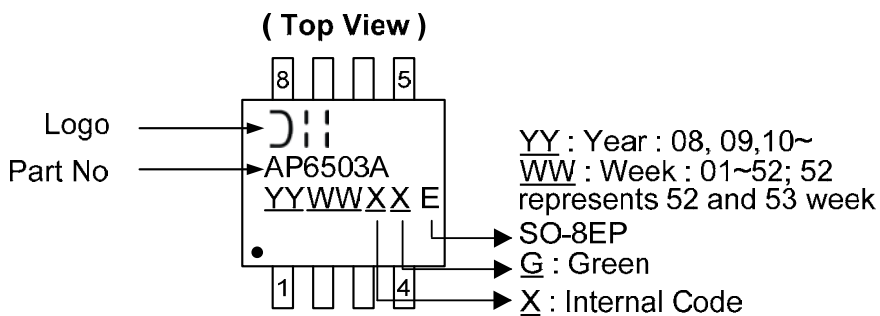 ( Top View )
8 5
Logo
Part No
AP6503A
YYWWXX E
1 4
YY : Year : 08, 09,10~
WW : Week : 01~52; 52
represents 52 and 53 week
SO-8EP
G : Green
X : Internal Code